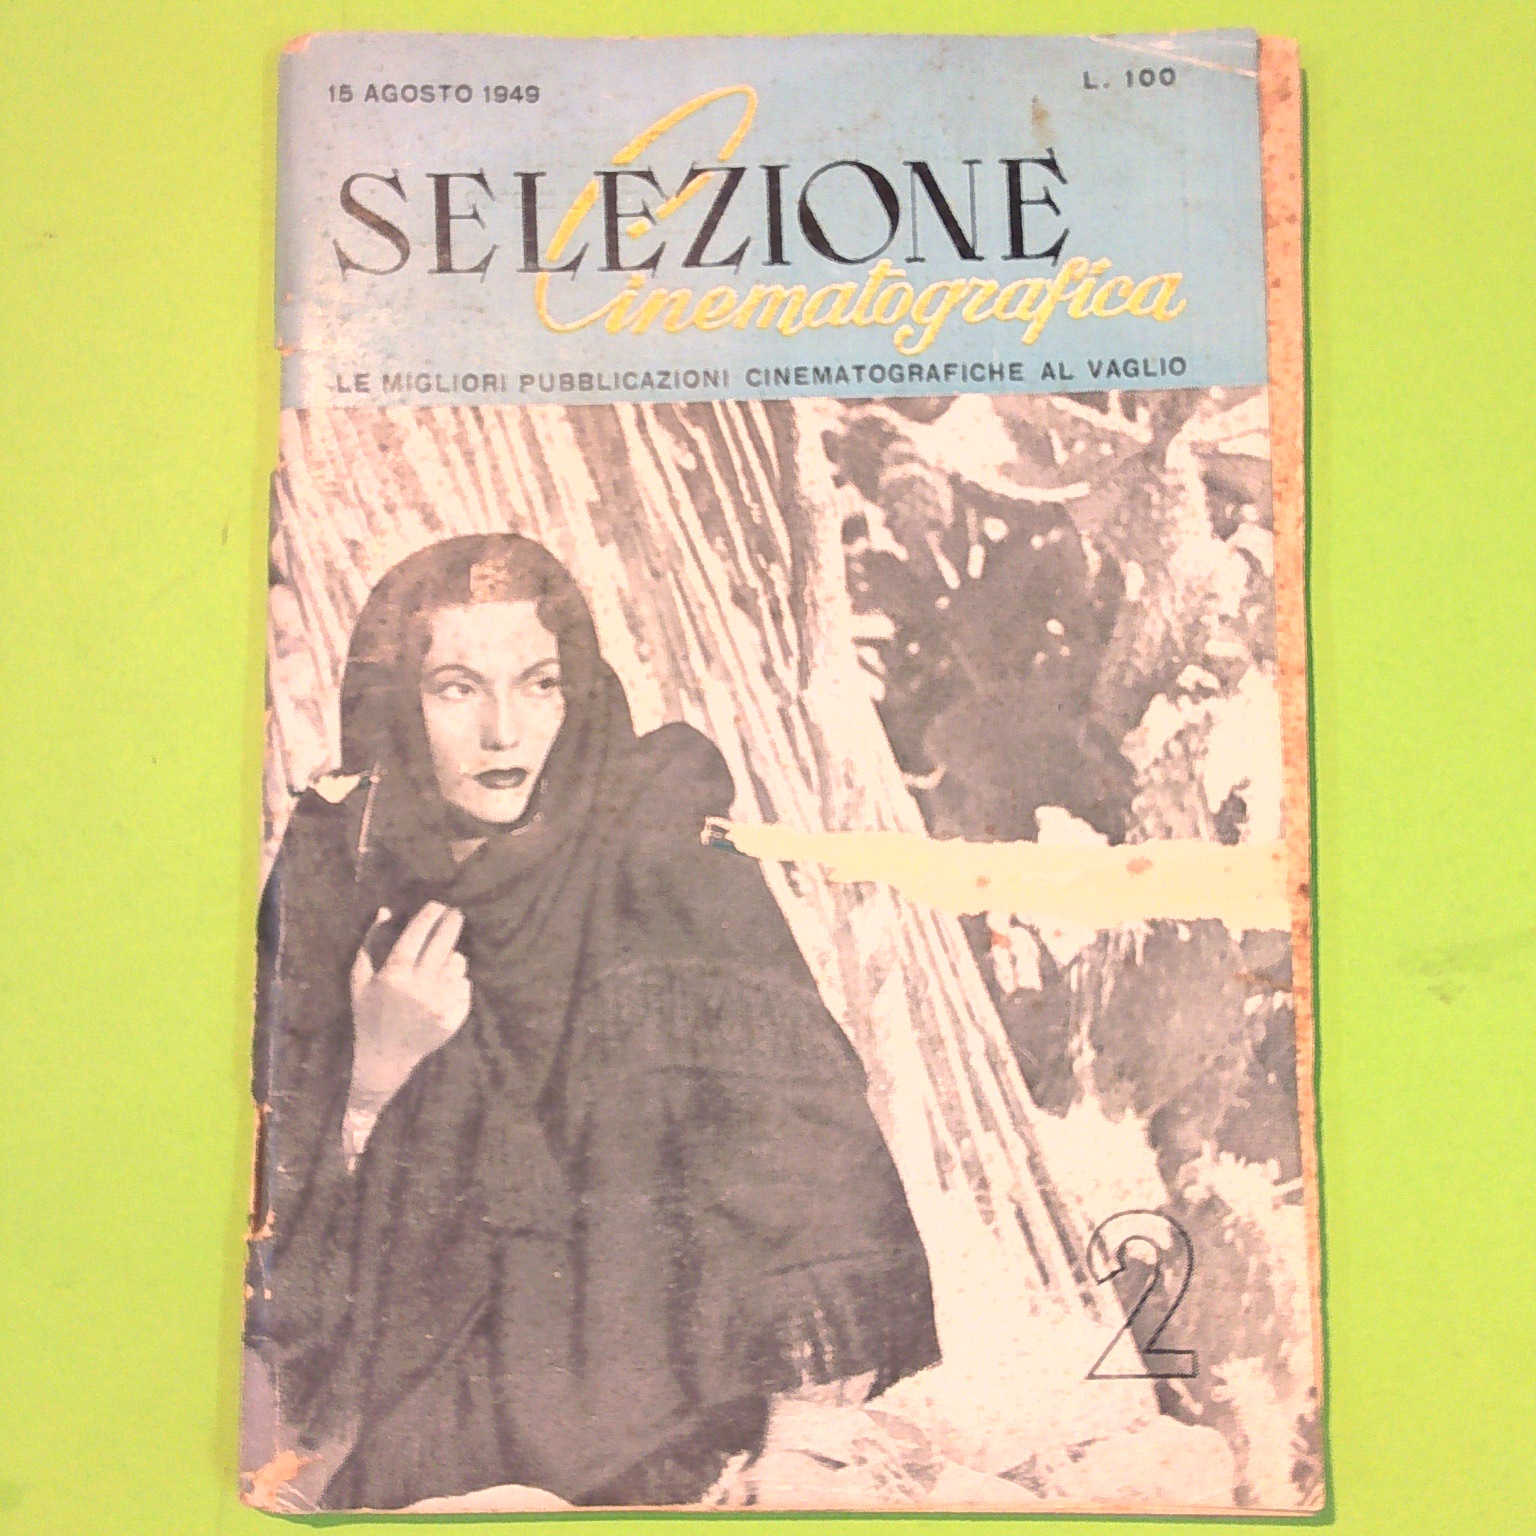 15 AGOSTO 1949
L. 100
SELEZIONE
Cinematografica
LE MIGLIORI PUBBLICAZIONI CINEMATOGRAFICHE AL VAGLIO
2